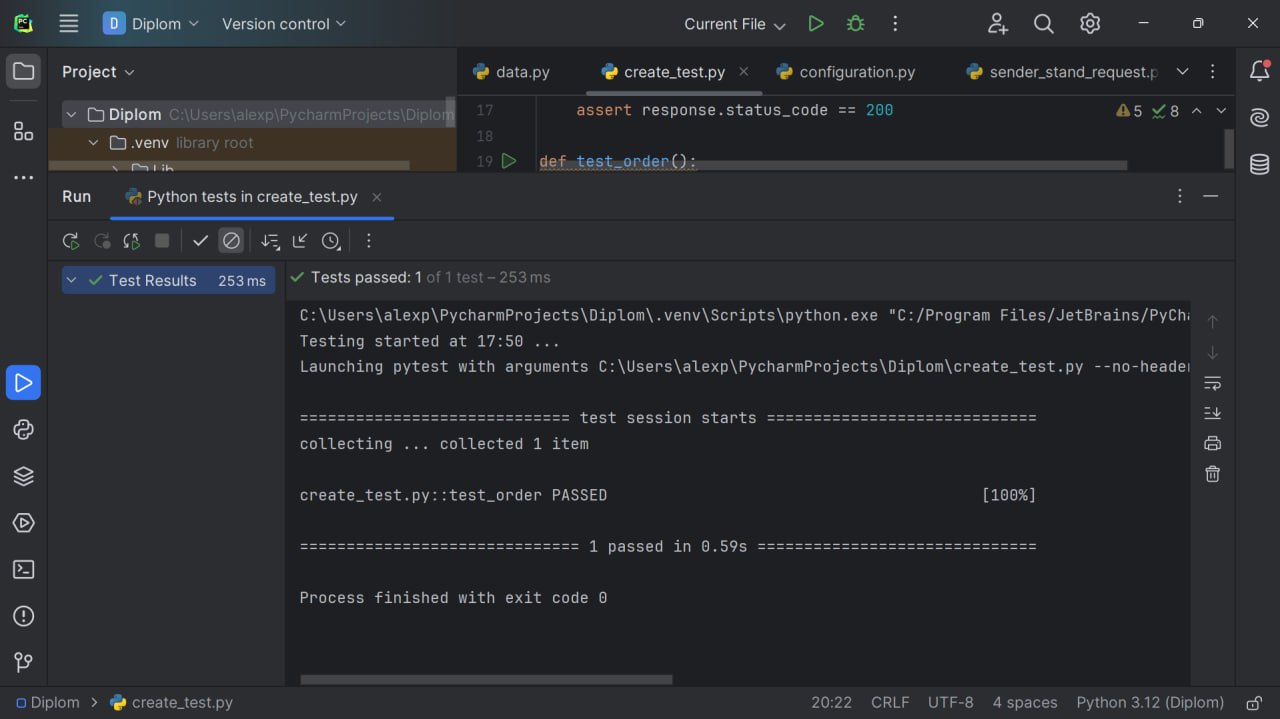 PC D Diplom Version control Current File
Project data.py create_test.py configuration.py sender_stand_request.p
Diplom C:\Users\alexp\PycharmProjects\Diplom
.venv library root
Lib
17 assert response.status_code == 200 5 8
18
19 def test_order():
Run Python tests in create_test.py
Test Results 253 ms
Tests passed: 1 of 1 test – 253 ms
C:\Users\alexp\PycharmProjects\Diplom\.venv\Scripts\python.exe "C:/Program Files/JetBrains/PyCha
Testing started at 17:50 ...
Launching pytest with arguments C:\Users\alexp\PycharmProjects\Diplom\create_test.py --no-header
============================= test session starts =============================
collecting ... collected 1 item
create_test.py::test_order PASSED [100%]
============================== 1 passed in 0.59s ==============================
Process finished with exit code 0
Diplom create_test.py 20:22 CRLF UTF-8 4 spaces Python 3.12 (Diplom)